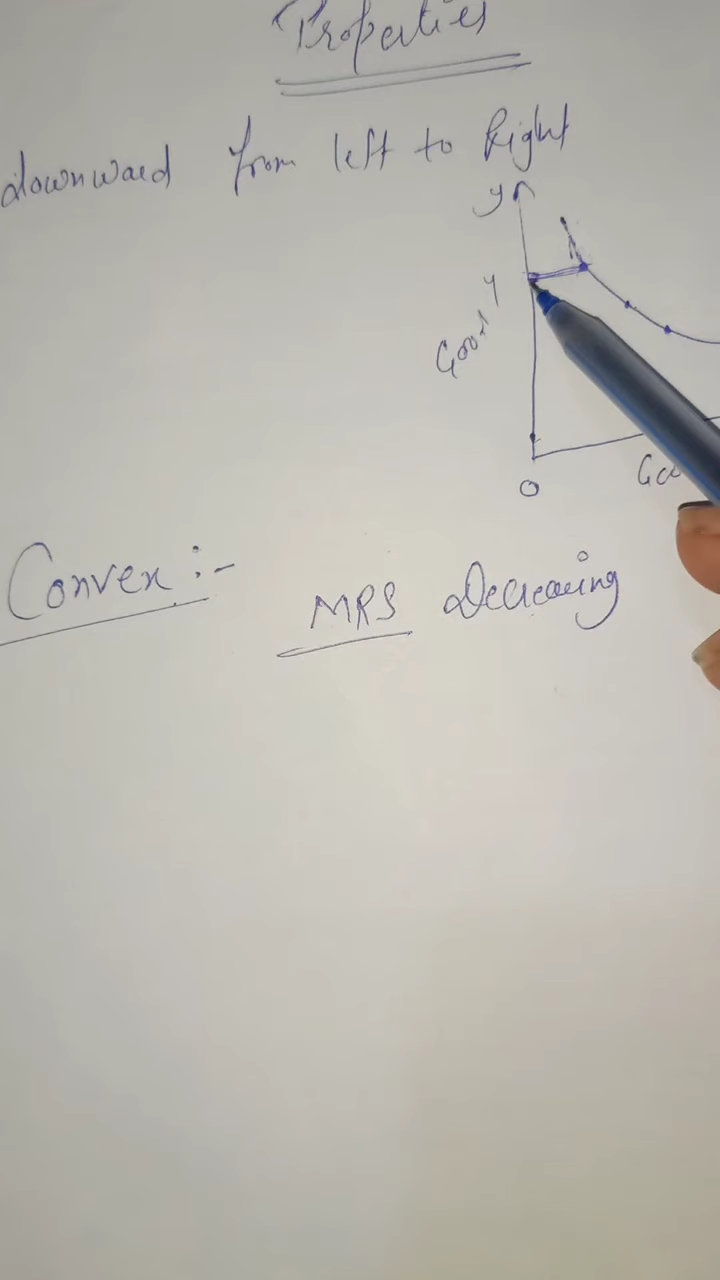 Properties
downward from left to Right
y
y
Good
O
Convex :-
MRS Decreasing